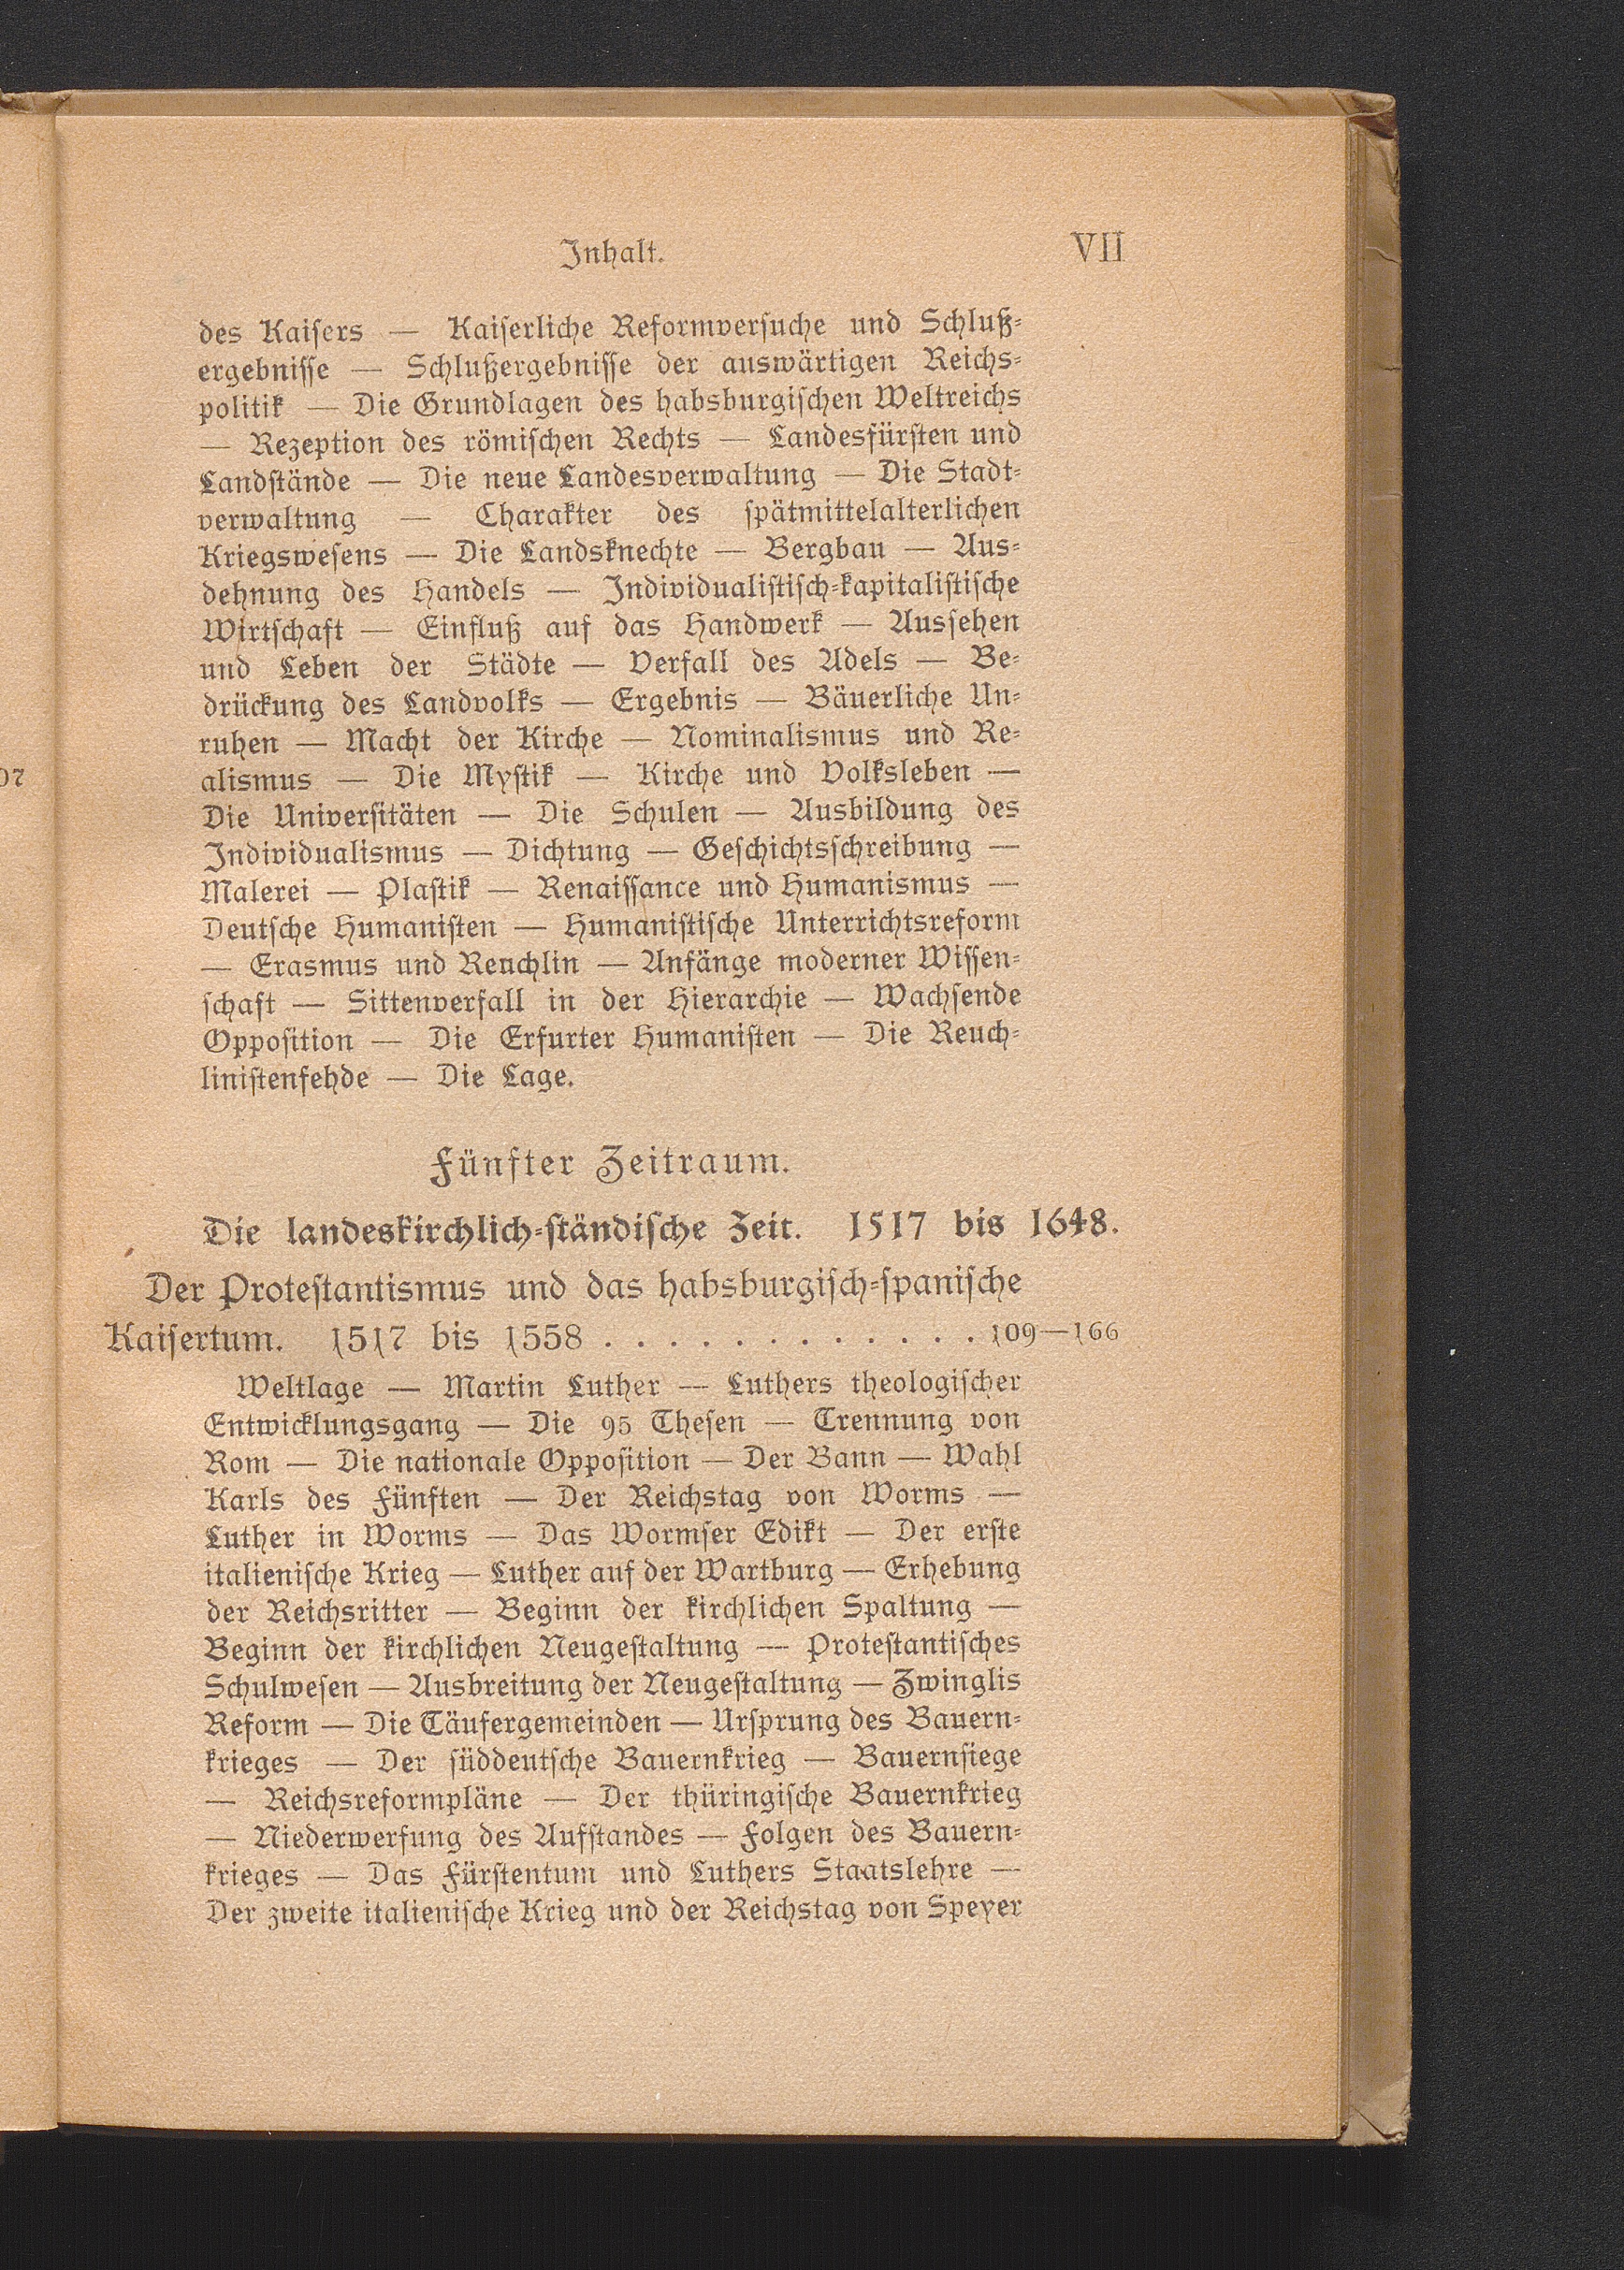 Inhalt. VII
des Kaisers — Kaiserliche Reformversuche und Schluß-
ergebnisse — Schlußergebnisse der auswärtigen Reichs-
politik — Die Grundlagen des habsburgischen Weltreichs
— Rezeption des römischen Rechts — Landesfürsten und
Landstände — Die neue Landesverwaltung — Die Stadt-
verwaltung — Charakter des spätmittelalterlichen
Kriegswesens — Die Landsknechte — Bergbau — Aus-
dehnung des Handels — Individualistisch-kapitalistische
Wirtschaft — Einfluß auf das Handwerk — Aussehen
und Leben der Städte — Verfall des Adels — Be-
drückung des Landvolks — Ergebnis — Bäuerliche Un-
ruhen — Macht der Kirche — Nominalismus und Re-
alismus — Die Mystik — Kirche und Volksleben —
Die Universitäten — Die Schulen — Ausbildung des
Individualismus — Dichtung — Geschichtsschreibung —
Malerei — Plastik — Renaissance und Humanismus —
Deutsche Humanisten — Humanistische Unterrichtsreform
— Erasmus und Reuchlin — Anfänge moderner Wissen-
schaft — Sittenverfall in der Hierarchie — Wachsende
Opposition — Die Erfurter Humanisten — Die Reuch-
linistenfehde — Die Lage.
Fünfter Zeitraum.
Die landeskirchlich-ständische Zeit. 1517 bis 1648.
Der Protestantismus und das habsburgisch-spanische
Kaisertum. 1517 bis 1558 . . . . . . . . . . . . 109—166
Weltlage — Martin Luther — Luthers theologischer
Entwicklungsgang — Die 95 Thesen — Trennung von
Rom — Die nationale Opposition — Der Bann — Wahl
Karls des Fünften — Der Reichstag von Worms —
Luther in Worms — Das Wormser Edikt — Der erste
italienische Krieg — Luther auf der Wartburg — Erhebung
der Reichsritter — Beginn der kirchlichen Spaltung —
Beginn der kirchlichen Neugestaltung — Protestantisches
Schulwesen — Ausbreitung der Neugestaltung — Zwinglis
Reform — Die Täufergemeinden — Ursprung des Bauern-
krieges — Der süddeutsche Bauernkrieg — Bauernsiege
— Reichsreformpläne — Der thüringische Bauernkrieg
— Niederwerfung des Aufstandes — Folgen des Bauern-
krieges — Das Fürstentum und Luthers Staatslehre —
Der zweite italienische Krieg und der Reichstag von Speyer